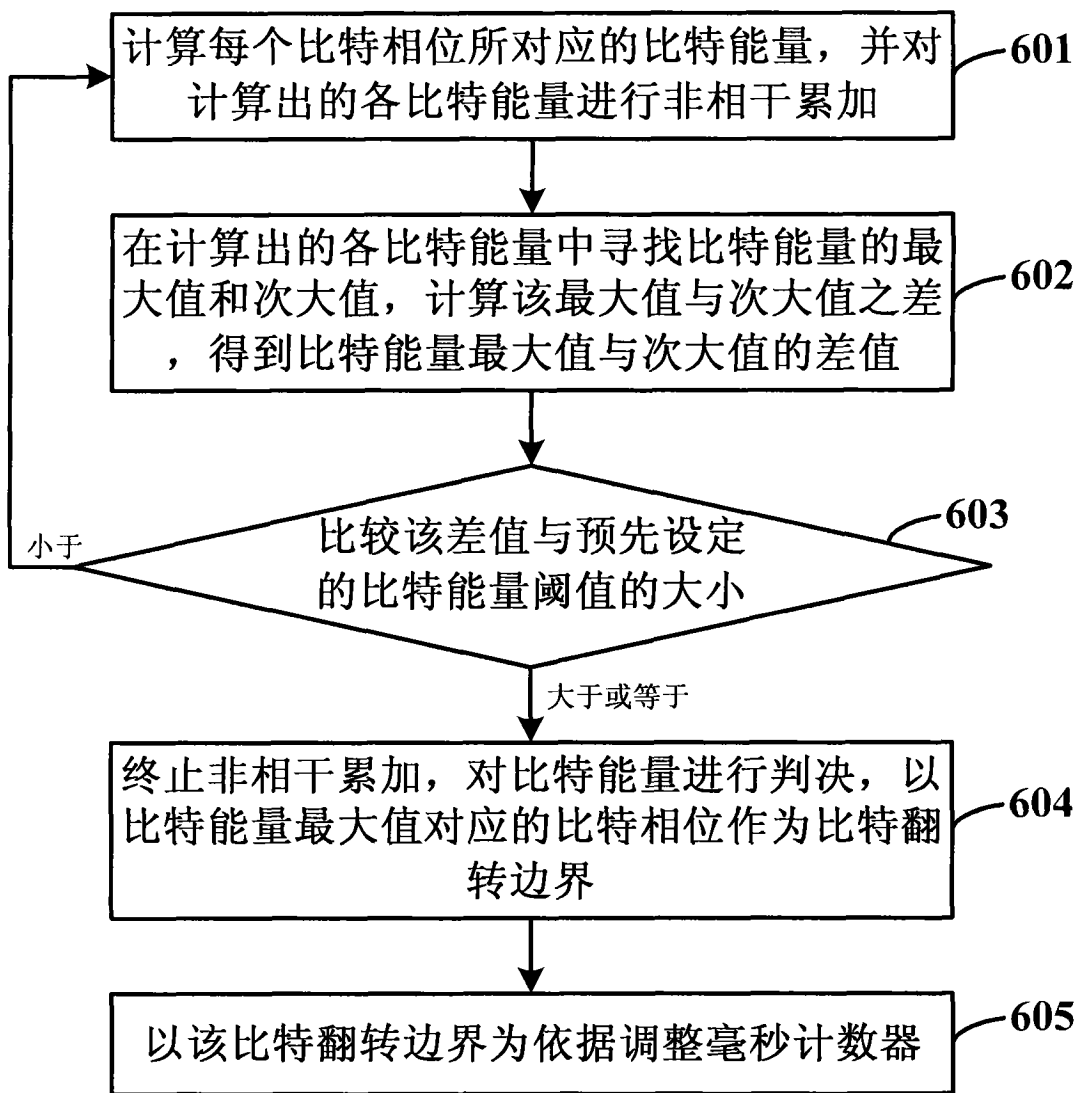 计算每个比特相位所对应的比特能量，并对
计算出的各比特能量进行非相干累加
601
在计算出的各比特能量中寻找比特能量的最
大值和次大值，计算该最大值与次大值之差
，得到比特能量最大值与次大值的差值
602
比较该差值与预先设定
的比特能量阈值的大小
603
小于
大于或等于
终止非相干累加，对比特能量进行判决，以
比特能量最大值对应的比特相位作为比特翻
转边界
604
以该比特翻转边界为依据调整毫秒计数器
605